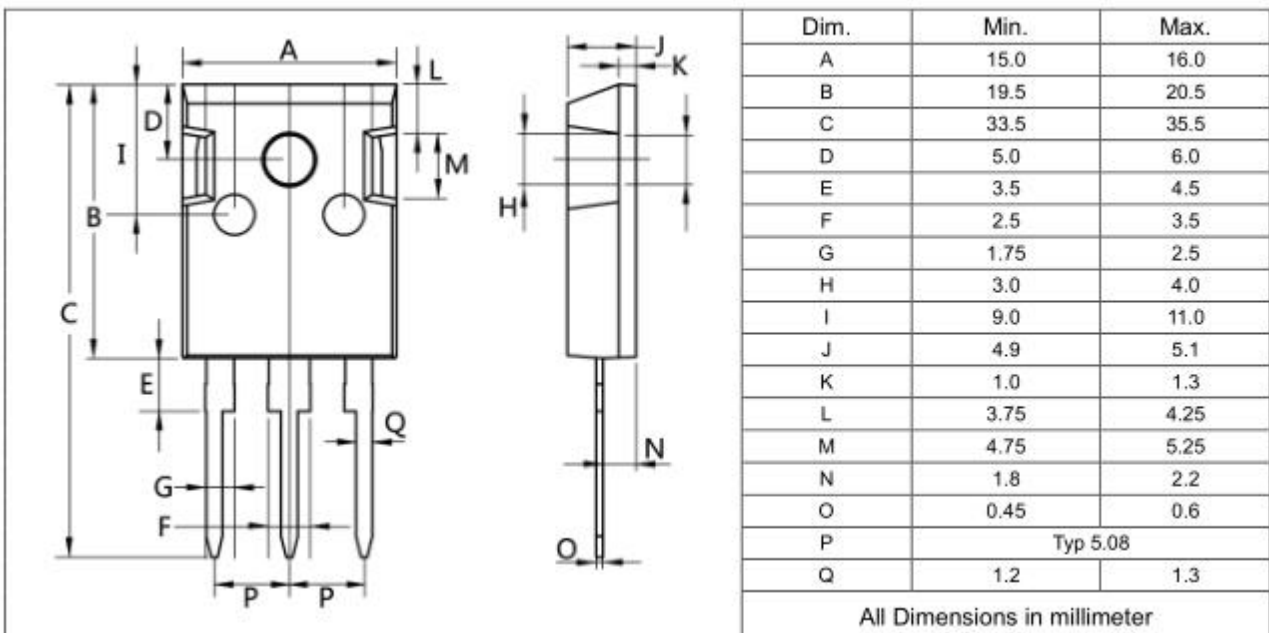 A
L
D
I
M
B
C
E
Q
G
F
P P
J
K
H
N
O
Dim. Min. Max.
A 15.0 16.0
B 19.5 20.5
C 33.5 35.5
D 5.0 6.0
E 3.5 4.5
F 2.5 3.5
G 1.75 2.5
H 3.0 4.0
I 9.0 11.0
J 4.9 5.1
K 1.0 1.3
L 3.75 4.25
M 4.75 5.25
N 1.8 2.2
O 0.45 0.6
P Typ 5.08
Q 1.2 1.3
All Dimensions in millimeter